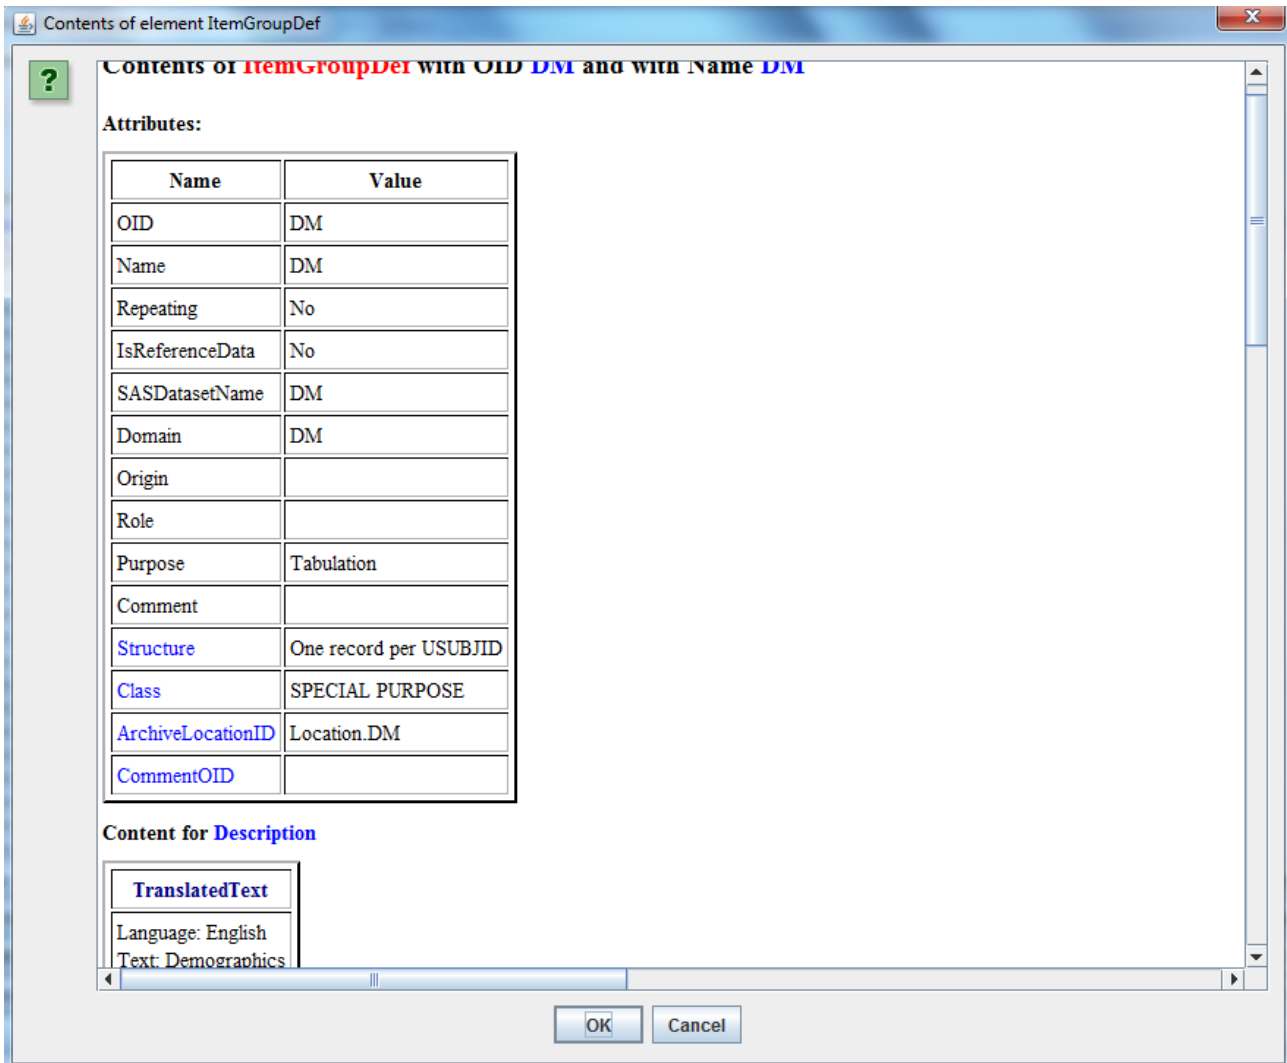 Contents of element ItemGroupDef
X
?
Contents of ItemGroupDef with OID DM and with Name DM
Attributes:
Name Value
OID DM
Name DM
Repeating No
IsReferenceData No
SASDatasetName DM
Domain DM
Origin
Role
Purpose Tabulation
Comment
Structure One record per USUBJID
Class SPECIAL PURPOSE
ArchiveLocationID Location.DM
CommentOID
Content for Description
TranslatedText
Language: English
Text: Demographics
OK Cancel